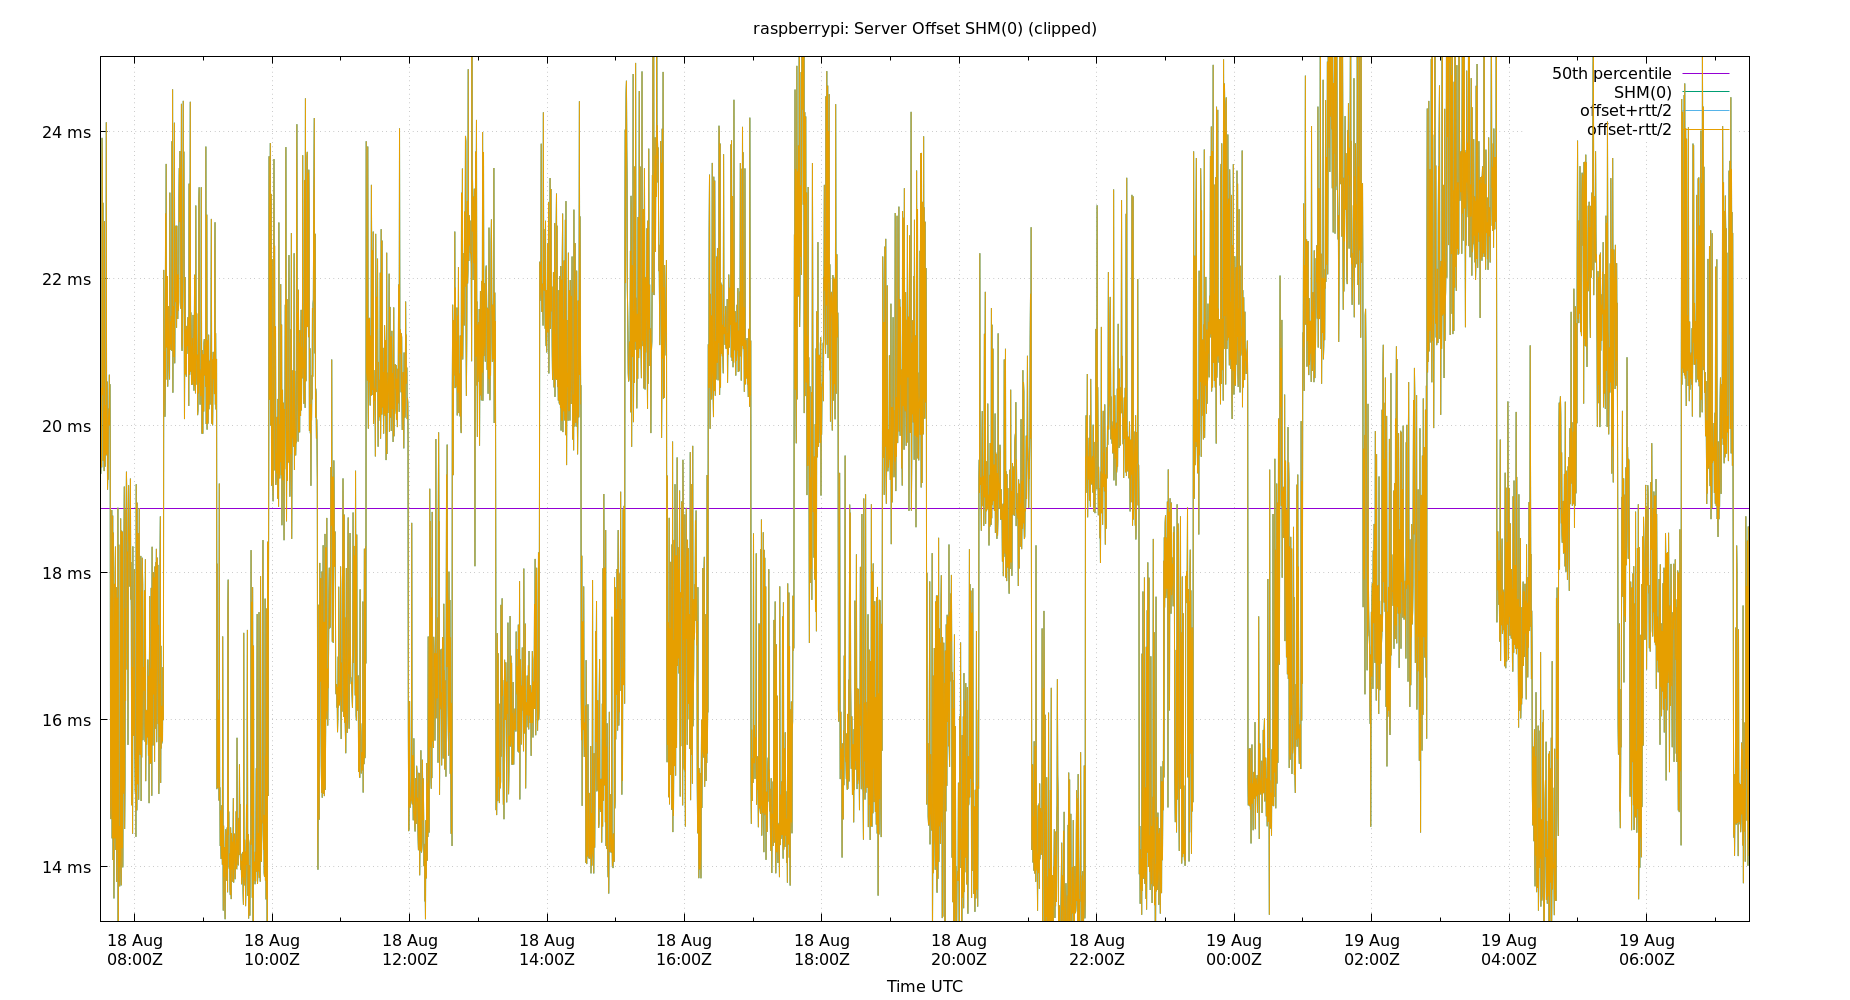 raspberrypi: Server Offset SHM(0) (clipped)
50th percentile
SHM(0)
offset+rtt/2
offset-rtt/2
24 ms
22 ms
20 ms
18 ms
16 ms
14 ms
18 Aug 18 Aug 18 Aug 18 Aug 18 Aug 18 Aug 18 Aug 18 Aug 19 Aug 19 Aug 19 Aug 19 Aug
08:00Z 10:00Z 12:00Z 14:00Z 16:00Z 18:00Z 20:00Z 22:00Z 00:00Z 02:00Z 04:00Z 06:00Z
Time UTC